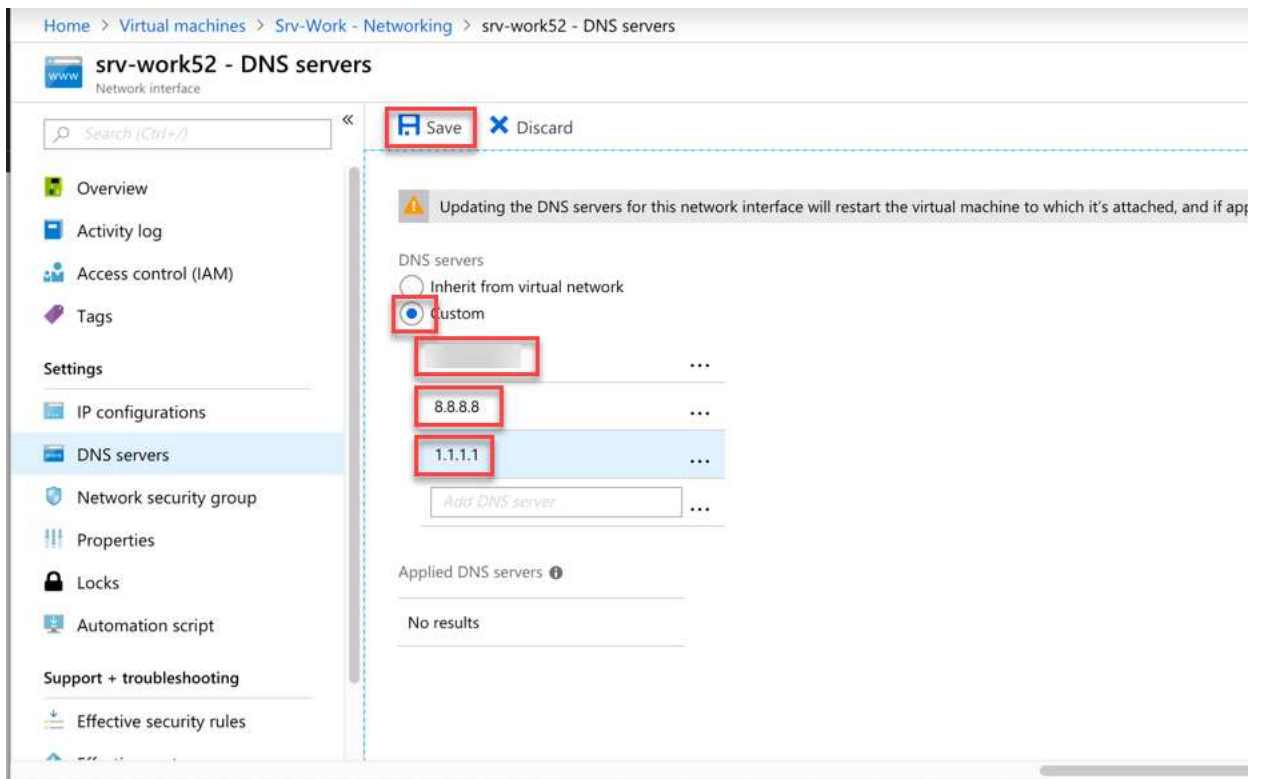 Home > Virtual machines > Srv-Work - Networking > srv-work52 - DNS servers
www
srv-work52 - DNS servers
Network interface
Search (Ctrl+/)
«
Save
Discard
Overview
Activity log
Access control (IAM)
Tags
Settings
IP configurations
DNS servers
Network security group
Properties
Locks
Automation script
Support + troubleshooting
Effective security rules
Updating the DNS servers for this network interface will restart the virtual machine to which it's attached, and if
DNS servers
Inherit from virtual network
Custom
...
8.8.8.8 ...
1.1.1.1 ...
Add DNS server ...
Applied DNS servers
No results